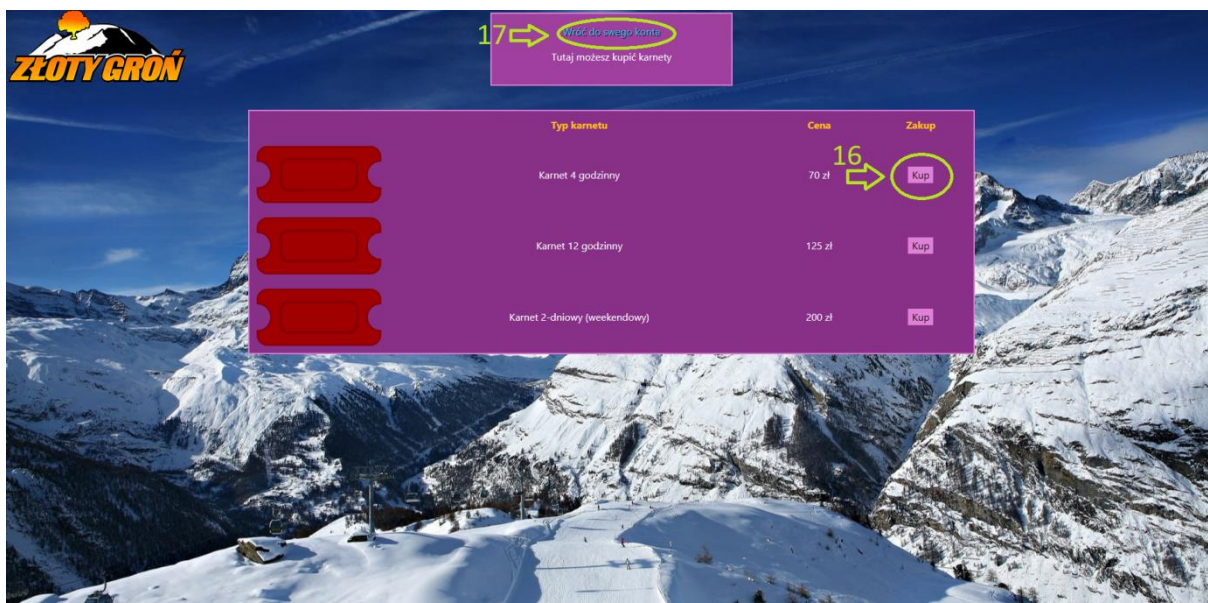 ZŁOTY GROŃ
17
Wróć do swego konta
Tutaj możesz kupić karnety
Typ karnetu Cena Zakup
16
Karnet 4 godzinny 70 zł Kup
Karnet 12 godzinny 125 zł Kup
Karnet 2-dniowy (weekendowy) 200 zł Kup